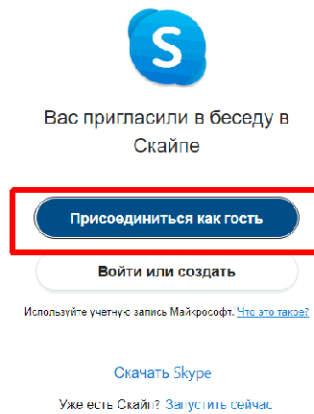 S
Вас пригласили в беседу в
Скайпе
Присоединиться как гость
Войти или создать
Используйте учетную запись Майкрософт. Что это такое?
Скачать Skype
Уже есть Скайп? Запустить сейчас